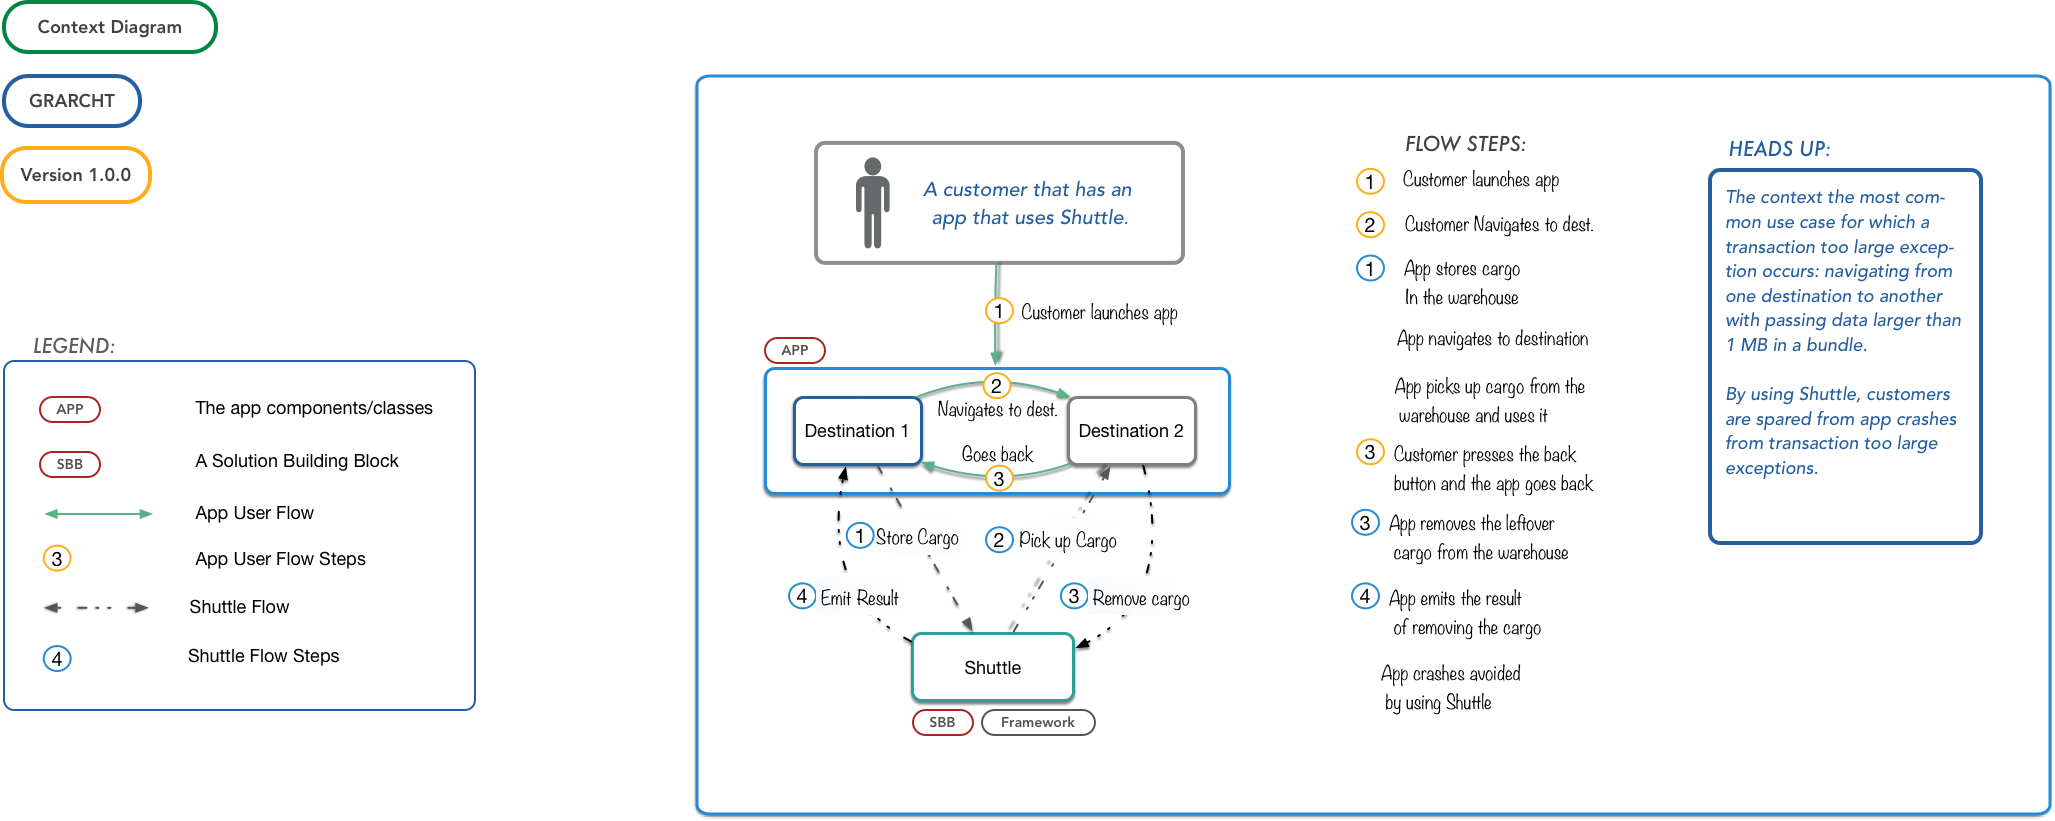 Context Diagram
GRARCHT
Version 1.0.0
LEGEND:
APP
The app components/classes
SBB
A Solution Building Block
App User Flow
3
App User Flow Steps
Shuttle Flow
4
Shuttle Flow Steps
A customer that has an
app that uses Shuttle.
1
Customer launches app
APP
2
Navigates to dest.
Destination 1
Destination 2
Goes back
3
1
Store Cargo
2
Pick up Cargo
4
Emit Result
3
Remove cargo
Shuttle
SBB
Framework
FLOW STEPS:
1
Customer launches app
2
Customer Navigates to dest.
1
App stores cargo
In the warehouse
App navigates to destination
App picks up cargo from the
warehouse and uses it
3
Customer presses the back
button and the app goes back
3
App removes the leftover
cargo from the warehouse
4
App emits the result
of removing the cargo
App crashes avoided
by using Shuttle
HEADS UP:
The context the most com-
mon use case for which a
transaction too large excep-
tion occurs: navigating from
one destination to another
with passing data larger than
1 MB in a bundle.
By using Shuttle, customers
are spared from app crashes
from transaction too large
exceptions.